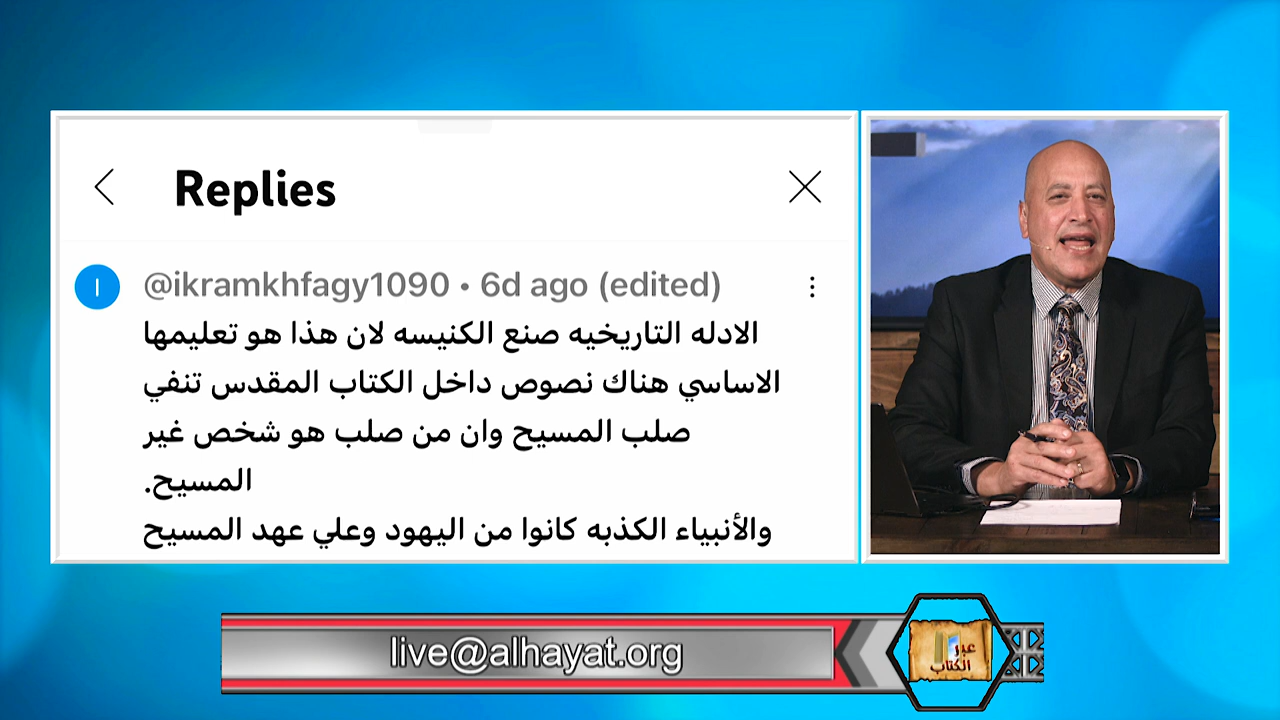 Replies
@ikramkhfagy1090 • 6d ago (edited)
الادله التاريخيه صنع الكنيسه لان هذا هو تعليمها
الاساسي هناك نصوص داخل الكتاب المقدس تنفي
صلب المسيح وان من صلب هو شخص غير
المسيح.
والأنبياء الكذبه كانوا من اليهود وعلي عهد المسيح
live@alhayat.org
عبر
الكتاب